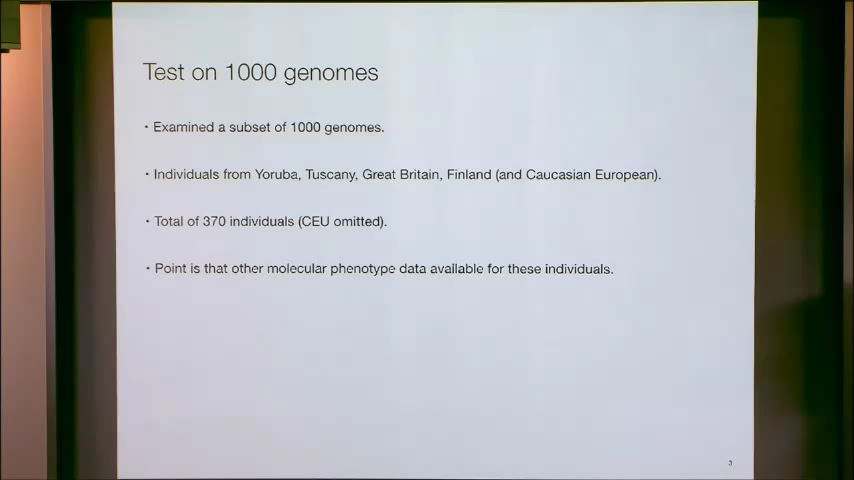 Test on 1000 genomes
• Examined a subset of 1000 genomes.
• Individuals from Yoruba, Tuscany, Great Britain, Finland (and Caucasian European).
• Total of 370 individuals (CEU omitted).
• Point is that other molecular phenotype data available for these individuals.
3